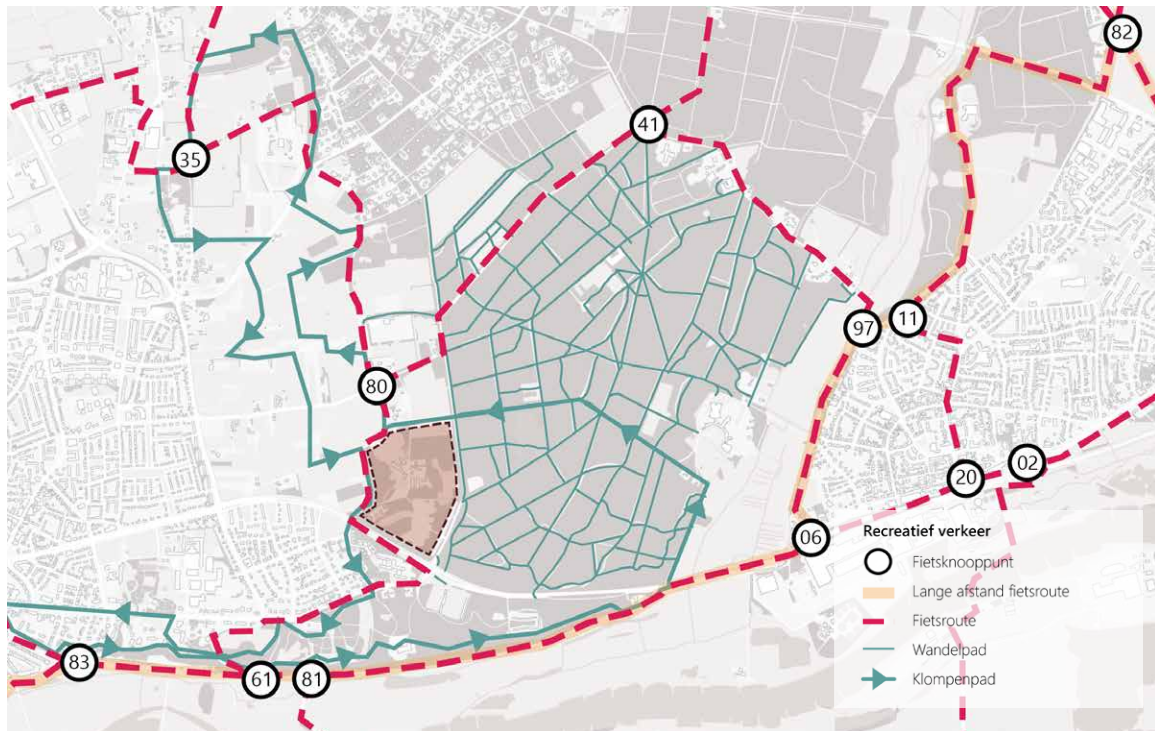 82
41
35
11
97
80
02
20
06
83
61
81
Recreatief verkeer
Fietsknooppunt
Lange afstand fietsroute
Fietsroute
Wandelpad
Klompenpad